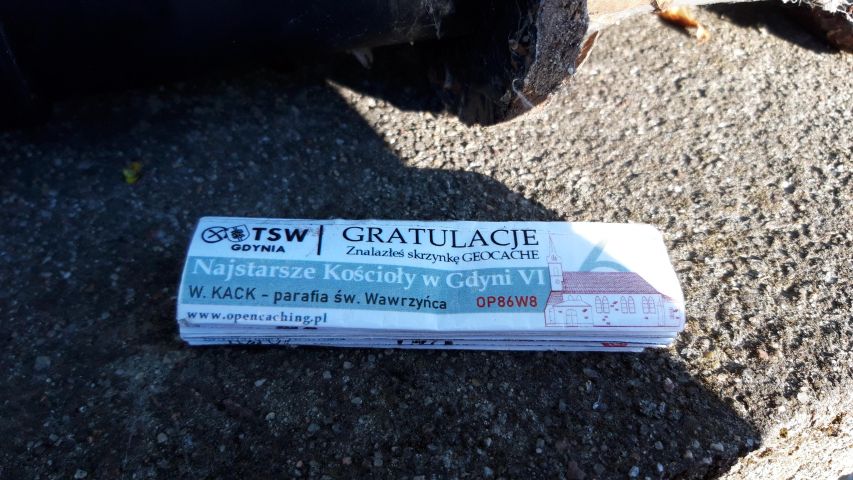 TSW
GDYNIA
GRATULACJE
Znalazłeś skrzynkę GEOCACHE
Najstarsze Kościoły w Gdyni VI
W. KACK - parafia św. Wawrzyńca
OP86W8
www.opencaching.pl